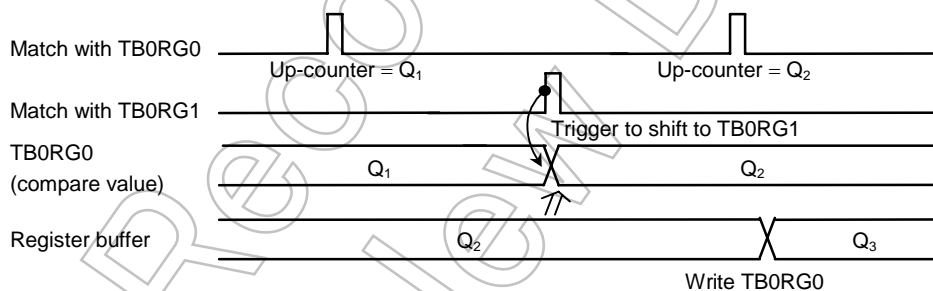 Match with TB0RG0
Up-counter = Q1
Up-counter = Q2
Match with TB0RG1
Trigger to shift to TB0RG1
TB0RG0
(compare value)
Q1
Q2
Register buffer
Q2
Q3
Write TB0RG0